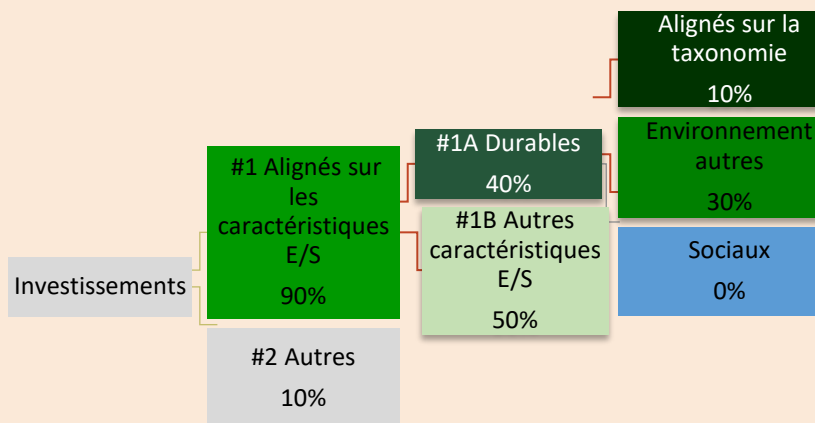 Investissements
#1 Alignés sur
les
caractéristiques
E/S
90%
#2 Autres
10%
#1A Durables
40%
#1B Autres
caractéristiques
E/S
50%
Alignés sur la
taxonomie
10%
Environnement
autres
30%
Sociaux
0%